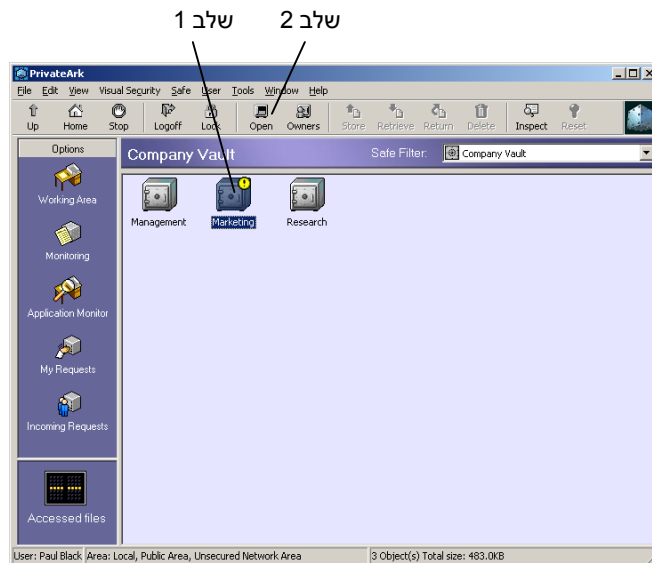 שלב 1 שלב 2
PrivateArk
File Edit View Visual Security Safe User Tools Window Help
Up Home Stop Logoff Lock Open Owners Store Retrieve Return Delete Inspect Reset
Options
Company Vault Safe Filter: Company Vault
Working Area
Management Marketing Research
Monitoring
Application Monitor
My Requests
Incoming Requests
Accessed files
User: Paul Black Area: Local, Public Area, Unsecured Network Area 3 Object(s) Total size: 483.0KB